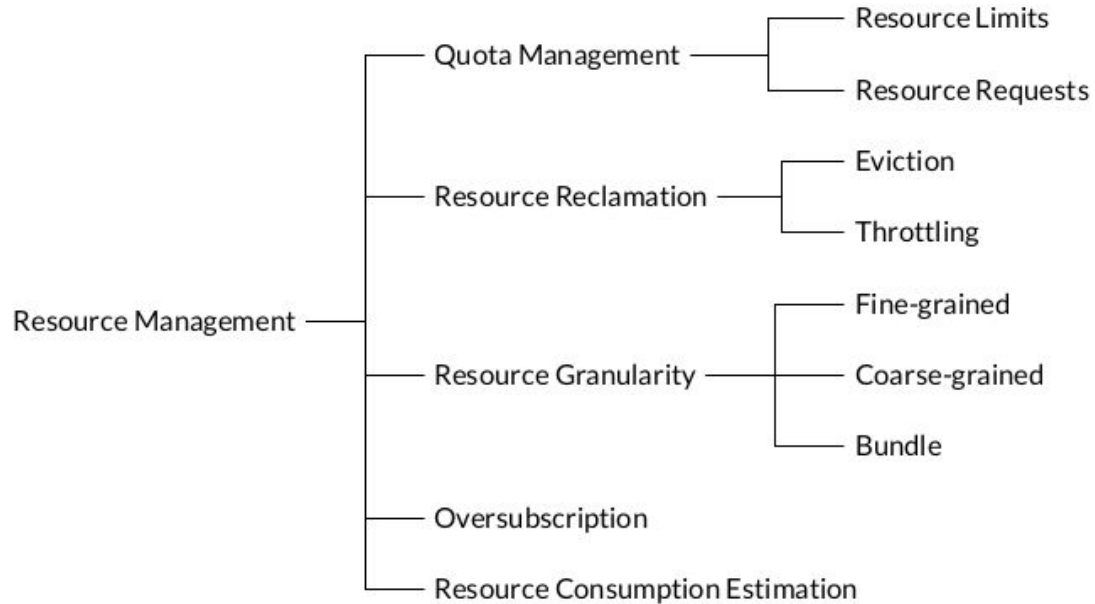 Resource Limits
Quota Management
Resource Requests
Eviction
Resource Reclamation
Throttling
Fine-grained
Resource Management
Resource Granularity
Coarse-grained
Bundle
Oversubscription
Resource Consumption Estimation